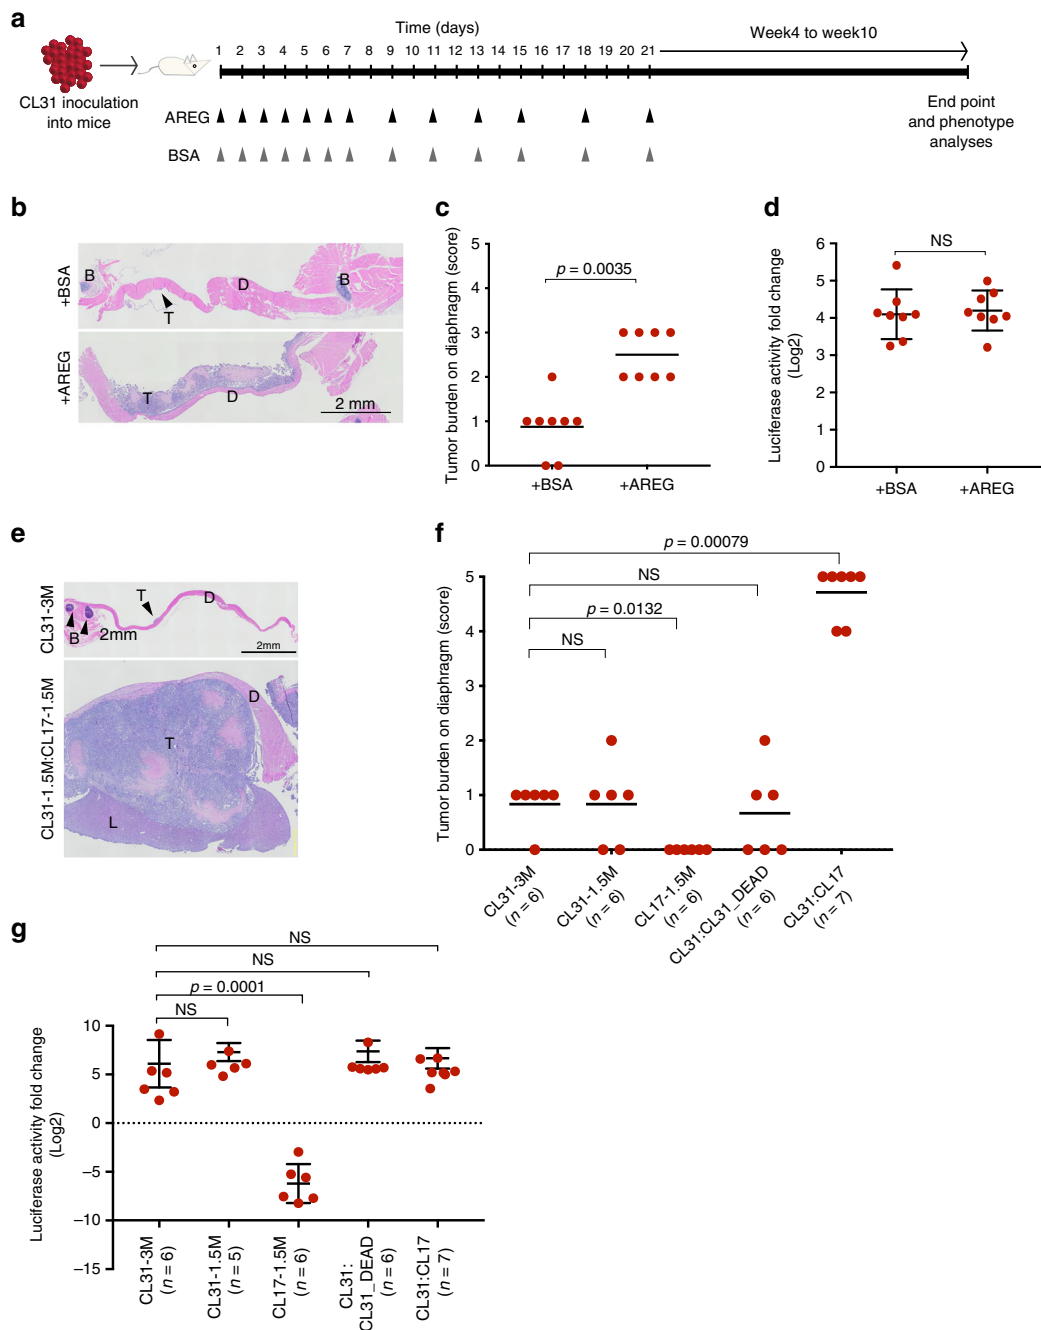 a
Time (days)
Week4 to week10
1 2 3 4 5 6 7 8 9 10 11 12 13 14 15 16 17 18 19 20 21
CL31 inoculation
into mice
AREG
BSA
End point
and phenotype
analyses
b
+BSA
B
T
D
B
+AREG
T
D
2 mm
c
Tumor burden on diaphragm (score)
5
4
3
2
1
0
p = 0.0035
+BSA
+AREG
d
Luciferase activity fold change
(Log2)
6
5
4
3
2
1
0
NS
+BSA
+AREG
e
CL31-3M
T
D
B
2mm
2mm
CL31-1.5M:CL17-1.5M
D
T
L
f
Tumor burden on diaphragm (score)
5
4
3
2
1
0
p = 0.00079
NS
p = 0.0132
NS
CL31-3M
(n = 6)
CL31-1.5M
(n = 6)
CL17-1.5M
(n = 6)
CL31:CL31_DEAD
(n = 6)
CL31:CL17
(n = 7)
g
Luciferase activity fold change
(Log2)
10
5
0
−5
−10
−15
NS
NS
p = 0.0001
NS
CL31-3M
(n = 6)
CL31-1.5M
(n = 5)
CL17-1.5M
(n = 6)
CL31:
CL31_DEAD
(n = 6)
CL31:CL17
(n = 7)